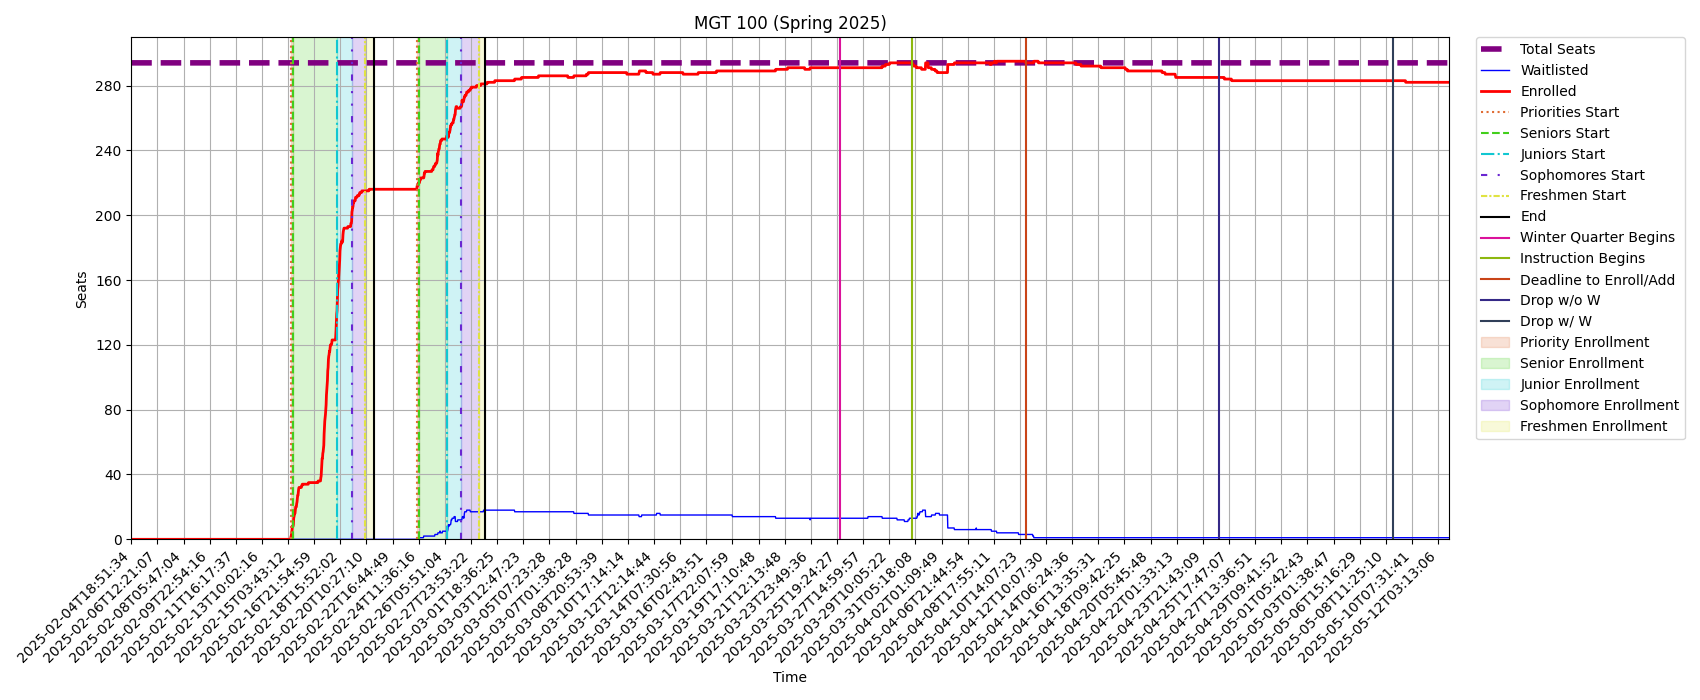 MGT 100 (Spring 2025)
Seats
280
240
200
160
120
80
40
0
2025-02-04T18:51:34
2025-02-06T12:21:07
2025-02-08T05:47:04
2025-02-09T22:54:16
2025-02-11T16:17:37
2025-02-13T10:02:16
2025-02-15T03:43:12
2025-02-16T21:54:59
2025-02-18T15:52:02
2025-02-20T10:27:10
2025-02-22T16:44:49
2025-02-24T11:36:16
2025-02-26T05:51:04
2025-02-27T23:53:22
2025-03-01T18:36:25
2025-03-03T12:47:23
2025-03-05T07:23:28
2025-03-07T01:38:28
2025-03-08T20:53:39
2025-03-10T17:14:14
2025-03-12T12:14:44
2025-03-14T07:30:56
2025-03-16T02:43:51
2025-03-17T22:07:59
2025-03-19T17:10:48
2025-03-21T12:13:48
2025-03-23T23:49:36
2025-03-25T19:24:27
2025-03-27T14:59:57
2025-03-29T10:05:22
2025-03-31T05:18:08
2025-04-02T01:09:49
2025-04-06T21:44:54
2025-04-08T17:55:11
2025-04-10T14:07:23
2025-04-12T10:07:30
2025-04-14T06:24:36
2025-04-16T13:35:31
2025-04-18T09:42:25
2025-04-20T05:45:48
2025-04-22T01:33:13
2025-04-23T21:43:09
2025-04-25T17:47:07
2025-04-27T13:36:51
2025-04-29T09:41:52
2025-05-01T05:42:43
2025-05-03T01:38:47
2025-05-06T15:16:29
2025-05-08T11:25:10
2025-05-10T07:31:41
2025-05-12T03:13:06
Time
Total Seats
Waitlisted
Enrolled
Priorities Start
Seniors Start
Juniors Start
Sophomores Start
Freshmen Start
End
Winter Quarter Begins
Instruction Begins
Deadline to Enroll/Add
Drop w/o W
Drop w/ W
Priority Enrollment
Senior Enrollment
Junior Enrollment
Sophomore Enrollment
Freshmen Enrollment